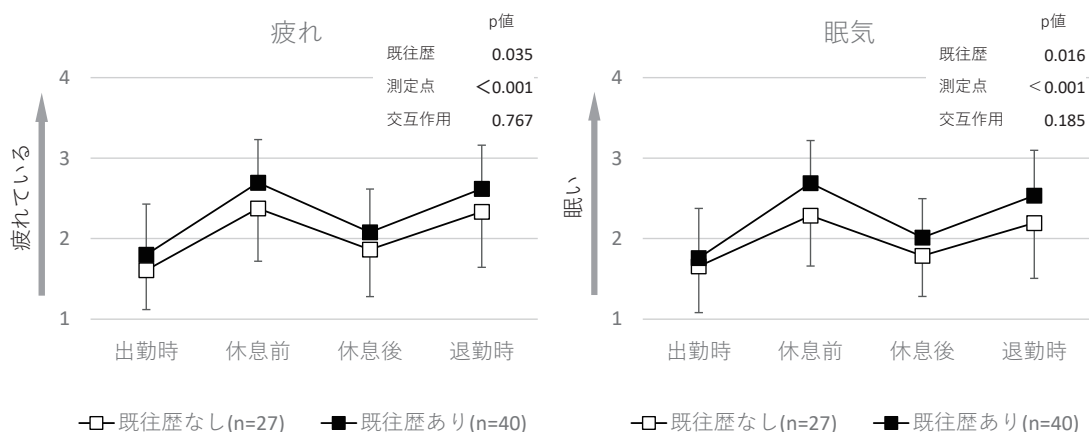 疲れ
p値
既往歴 0.035
測定点 <0.001
交互作用 0.767
4
3
2
1
疲れている
出勤時 休息前 休息後 退勤時
既往歴なし(n=27) 既往歴あり(n=40)
眠気
p値
既往歴 0.016
測定点 <0.001
交互作用 0.185
4
3
2
1
眠い
出勤時 休息前 休息後 退勤時
既往歴なし(n=27) 既往歴あり(n=40)